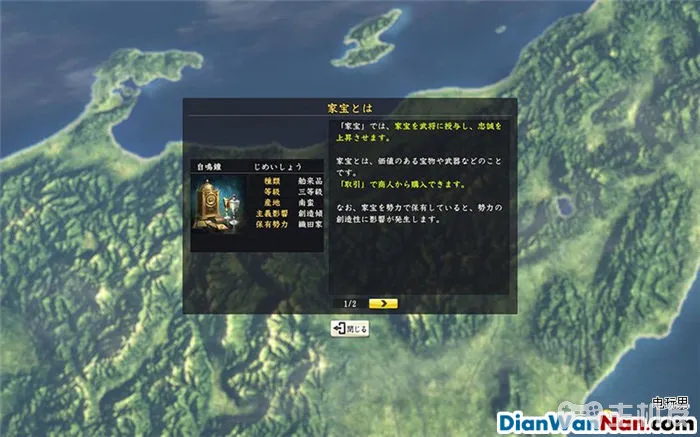 家宝とは
自鳴鐘 じめいしょう
種類 舶来品
等級 三等級
産地 南蛮
主義影響 創造傾
保有勢力 織田家
「家宝」では、家宝を武将に授与し、忠誠を
上昇させます。
家宝とは、価値のある宝物や武器などのこと
です。
「取引」で商人から購入できます。
なお、家宝を勢力で保有していると、勢力の
創造性に影響が発生します。
1/2
閉じる
电玩男
DianWanNan.com